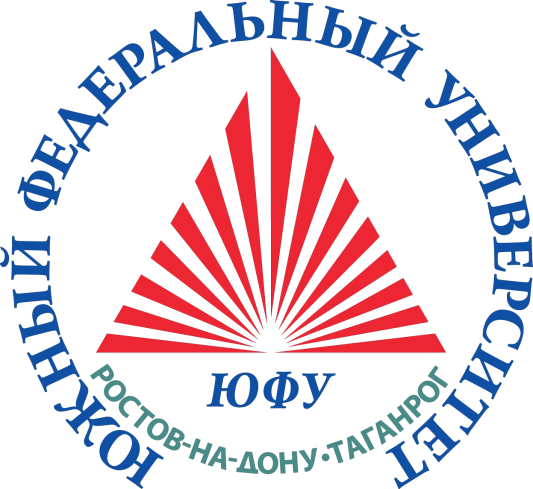 ЮЖНЫЙ ФЕДЕРАЛЬНЫЙ УНИВЕРСИТЕТ
ЮФУ
РОСТОВ-НА-ДОНУ•ТАГАНРОГ